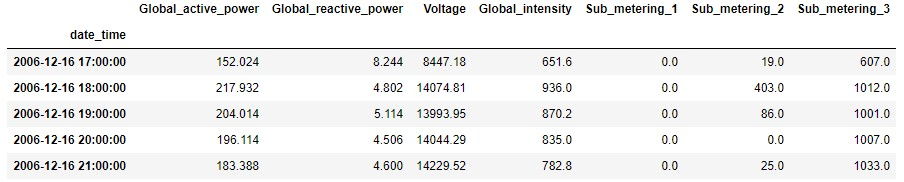 Global_active_power Global_reactive_power Voltage Global_intensity Sub_metering_1 Sub_metering_2 Sub_metering_3
date_time
2006-12-16 17:00:00 152.024 8.244 8447.18 651.6 0.0 19.0 607.0
2006-12-16 18:00:00 217.932 4.802 14074.81 936.0 0.0 403.0 1012.0
2006-12-16 19:00:00 204.014 5.114 13993.95 870.2 0.0 86.0 1001.0
2006-12-16 20:00:00 196.114 4.506 14044.29 835.0 0.0 0.0 1007.0
2006-12-16 21:00:00 183.388 4.600 14229.52 782.8 0.0 25.0 1033.0